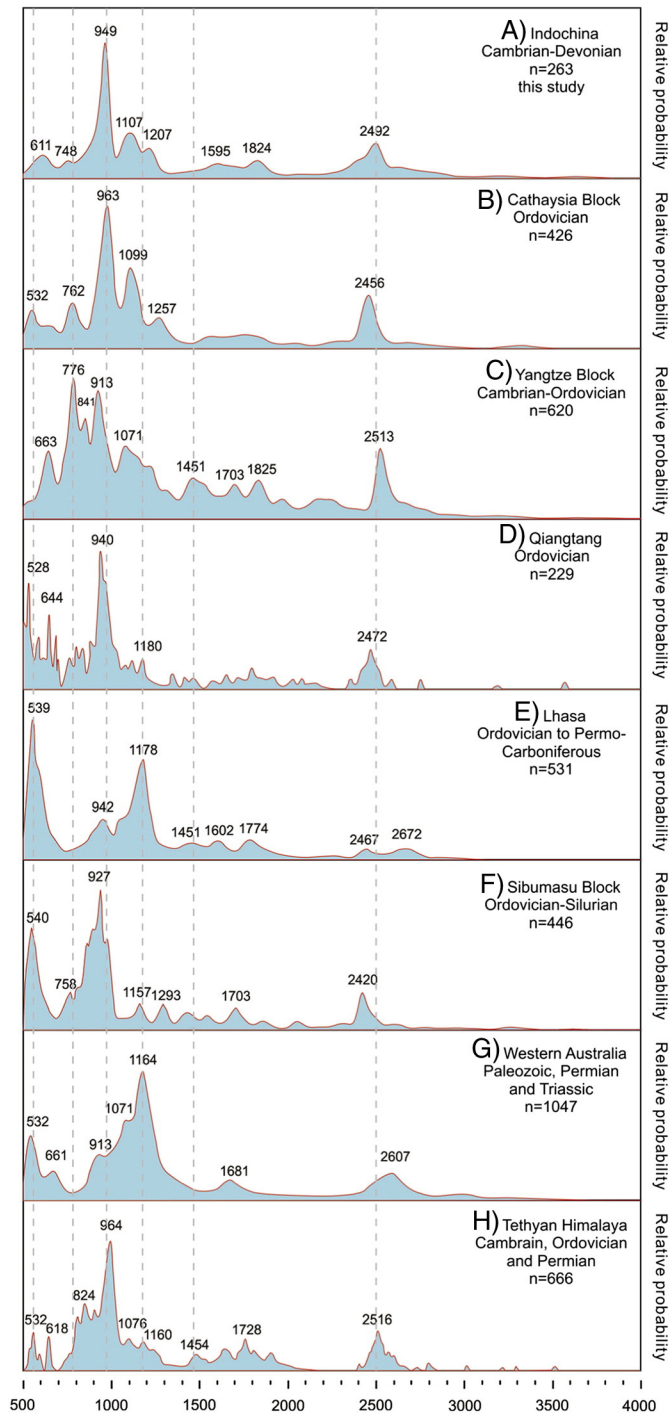 A) Indochina
Cambrian-Devonian
n=263
this study
Relative probability
949
611
748
1107
1207
1595
1824
2492
B) Cathaysia Block
Ordovician
n=426
Relative probability
963
532
762
1099
1257
2456
C) Yangtze Block
Cambrian-Ordovician
n=620
Relative probability
776
841
913
663
1071
1451
1703
1825
2513
D) Qiangtang
Ordovician
n=229
Relative probability
940
528
644
1180
2472
E) Lhasa
Ordovician to Permo-
Carboniferous
n=531
Relative probability
539
942
1178
1451
1602
1774
2467
2672
F) Sibumasu Block
Ordovician-Silurian
n=446
Relative probability
927
540
758
1157
1293
1703
2420
G) Western Australia
Paleozoic, Permian
and Triassic
n=1047
Relative probability
1164
1071
532
661
913
1681
2607
H) Tethyan Himalaya
Cambrain, Ordovician
and Permian
n=666
Relative probability
964
824
532
618
1076
1160
1454
1728
2516
500 1000 1500 2000 2500 3000 3500 4000